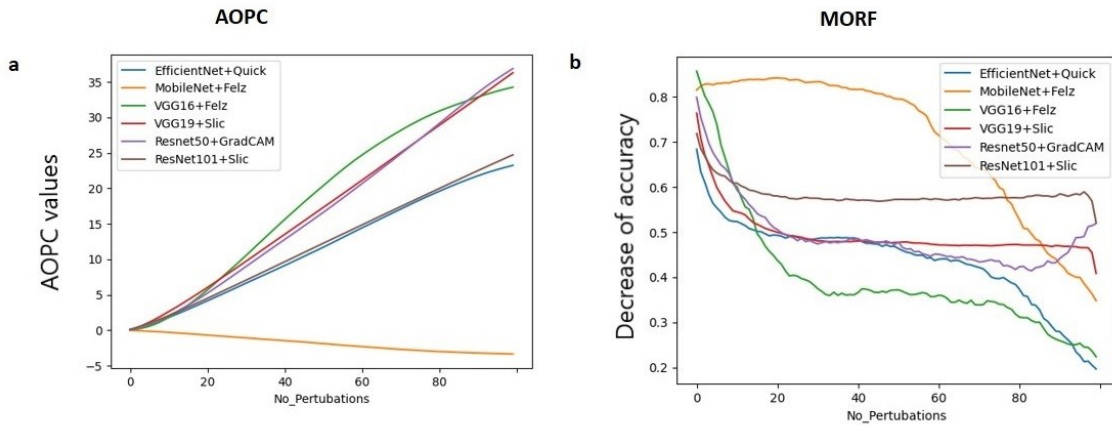 AOPC
a
EfficientNet+Quick
MobileNet+Felz
VGG16+Felz
VGG19+Slic
Resnet50+GradCAM
ResNet101+Slic
AOPC values
35
30
25
20
15
10
5
0
−5
0 20 40 60 80
No_Pertubations
MORF
b
EfficientNet+Quick
MobileNet+Felz
VGG16+Felz
VGG19+Slic
Resnet50+GradCAM
ResNet101+Slic
Decrease of accuracy
0.8
0.7
0.6
0.5
0.4
0.3
0.2
0 20 40 60 80
No_Pertubations